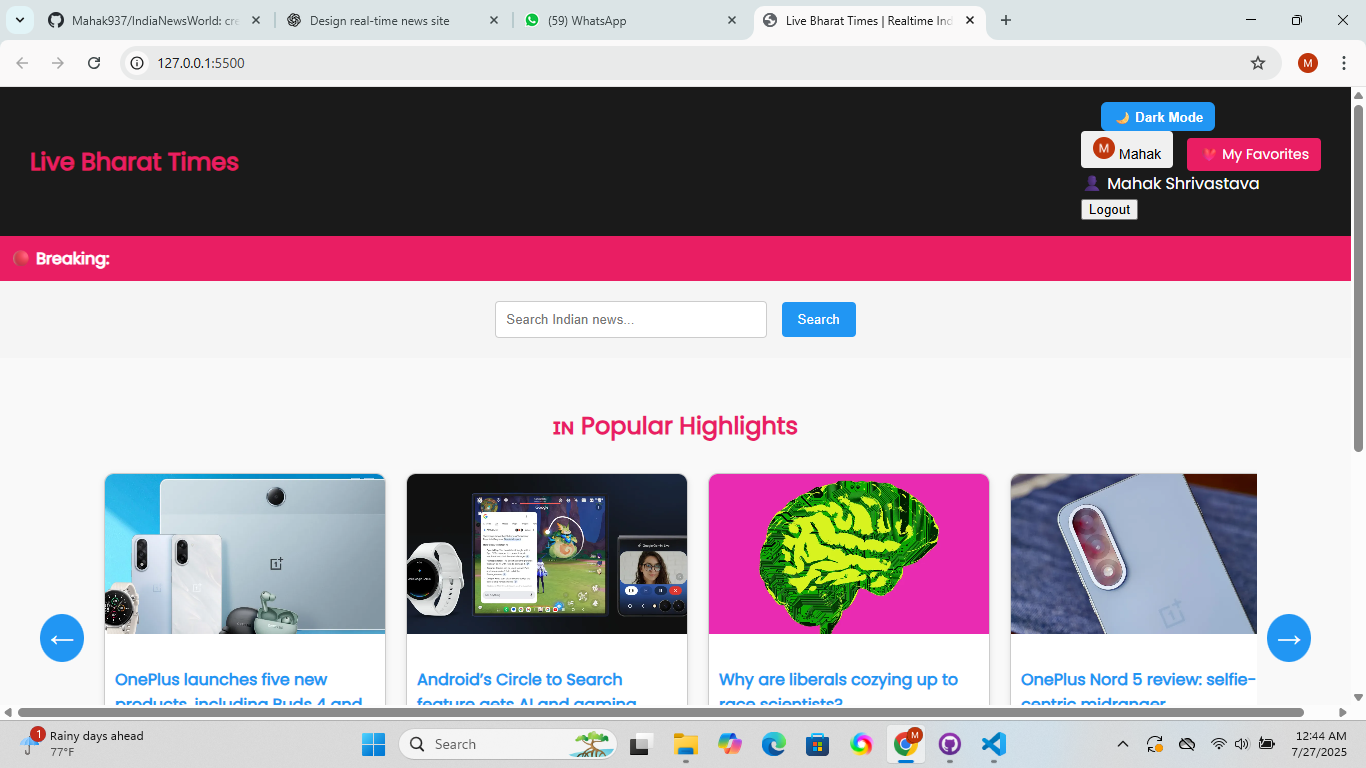 Mahak937/IndianNewsWorld: cre
Design real-time news site
(59) WhatsApp
Live Bharat Times | Realtime Ind
127.0.0.1:5500
M
Dark Mode
Live Bharat Times
M Mahak
My Favorites
Mahak Shrivastava
Logout
Breaking:
Search Indian news...
Search
IN Popular Highlights
←
→
OnePlus launches five new
products, including Buds 4 and
Android’s Circle to Search
feature gets AI and gaming
Why are liberals cozying up to
race scientists?
OnePlus Nord 5 review: selfie-
centric midranger
1
Rainy days ahead
77°F
Search
M
12:44 AM
7/27/2025